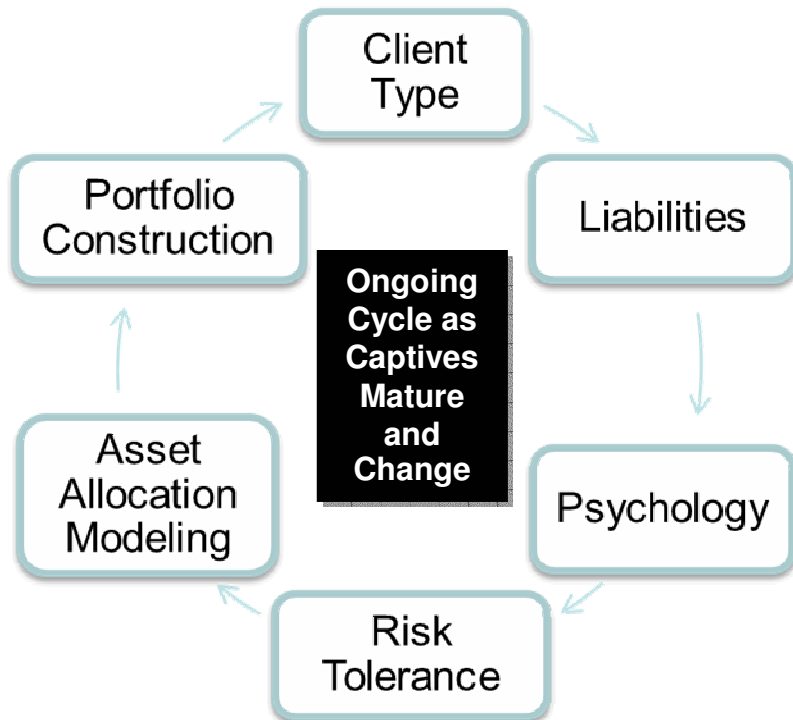 Client
Type
Liabilities
Psychology
Risk
Tolerance
Asset
Allocation
Modeling
Portfolio
Construction
Ongoing
Cycle as
Captives
Mature
and
Change